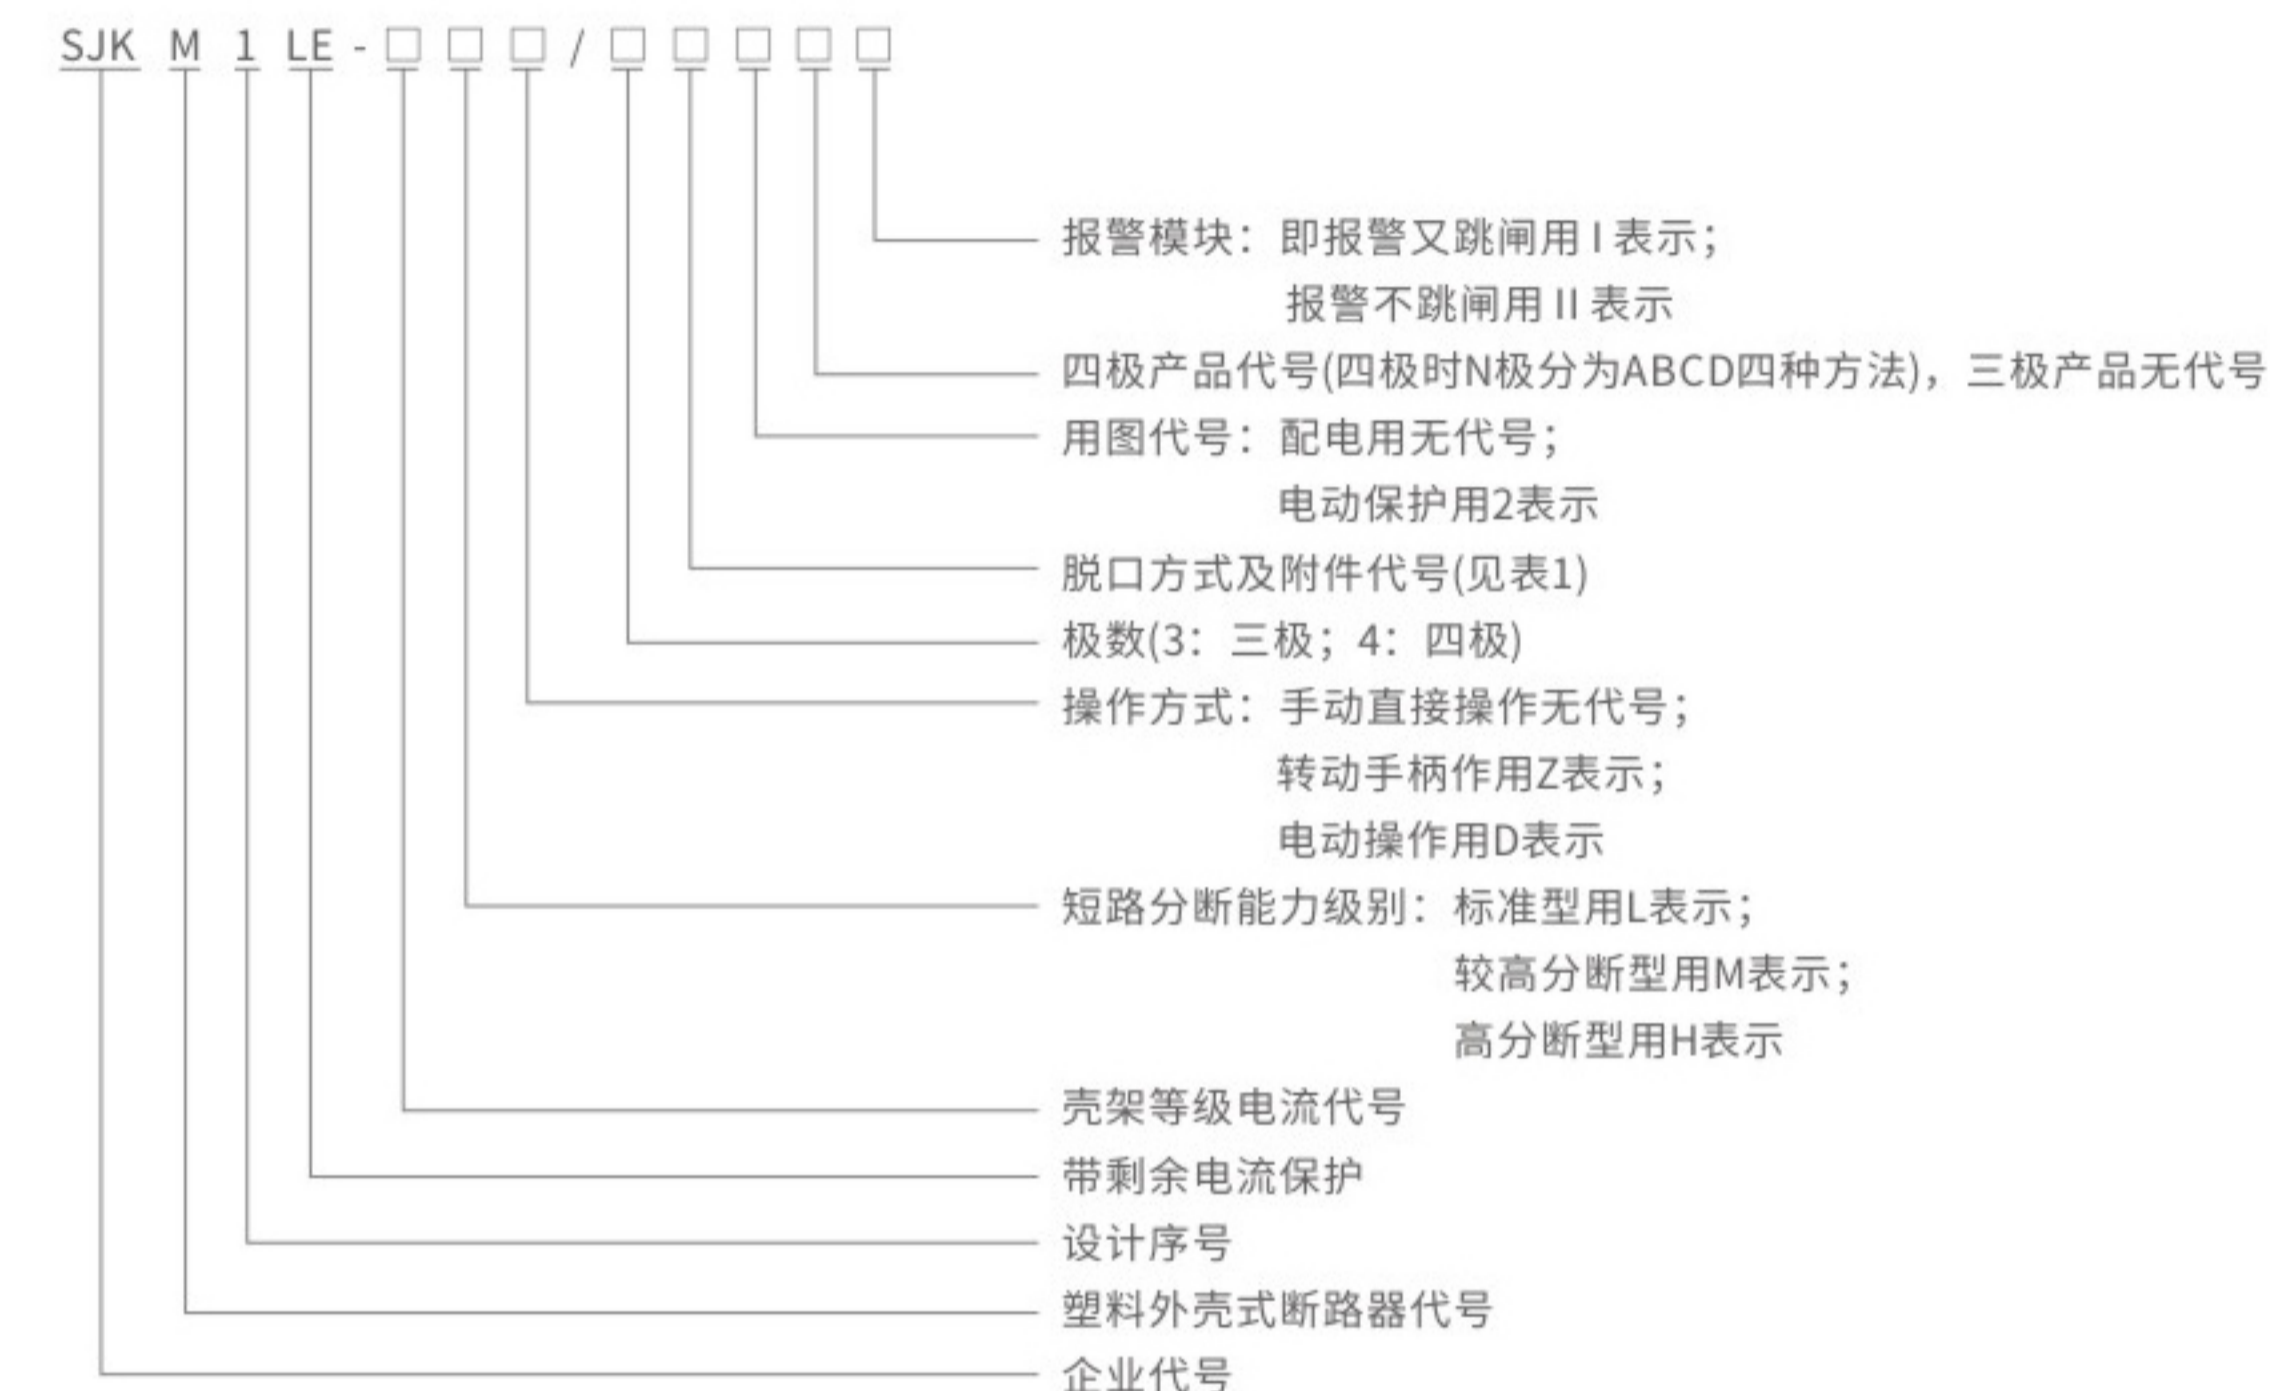 SJK M 1 LE - □ □ □ / □ □ □ □ □
报警模块：即报警又跳闸用 I 表示；
报警不跳闸用 II 表示
四极产品代号(四极时N极分为ABCD四种方法)，三极产品无代号
用图代号：配电用无代号；
电动保护用2表示
脱口方式及附件代号(见表1)
极数(3：三极；4：四极)
操作方式：手动直接操作无代号；
转动手柄作用Z表示；
电动操作用D表示
短路分断能力级别：标准型用L表示；
较高分断型用M表示；
高分断型用H表示
壳架等级电流代号
带剩余电流保护
设计序号
塑料外壳式断路器代号
企业代号